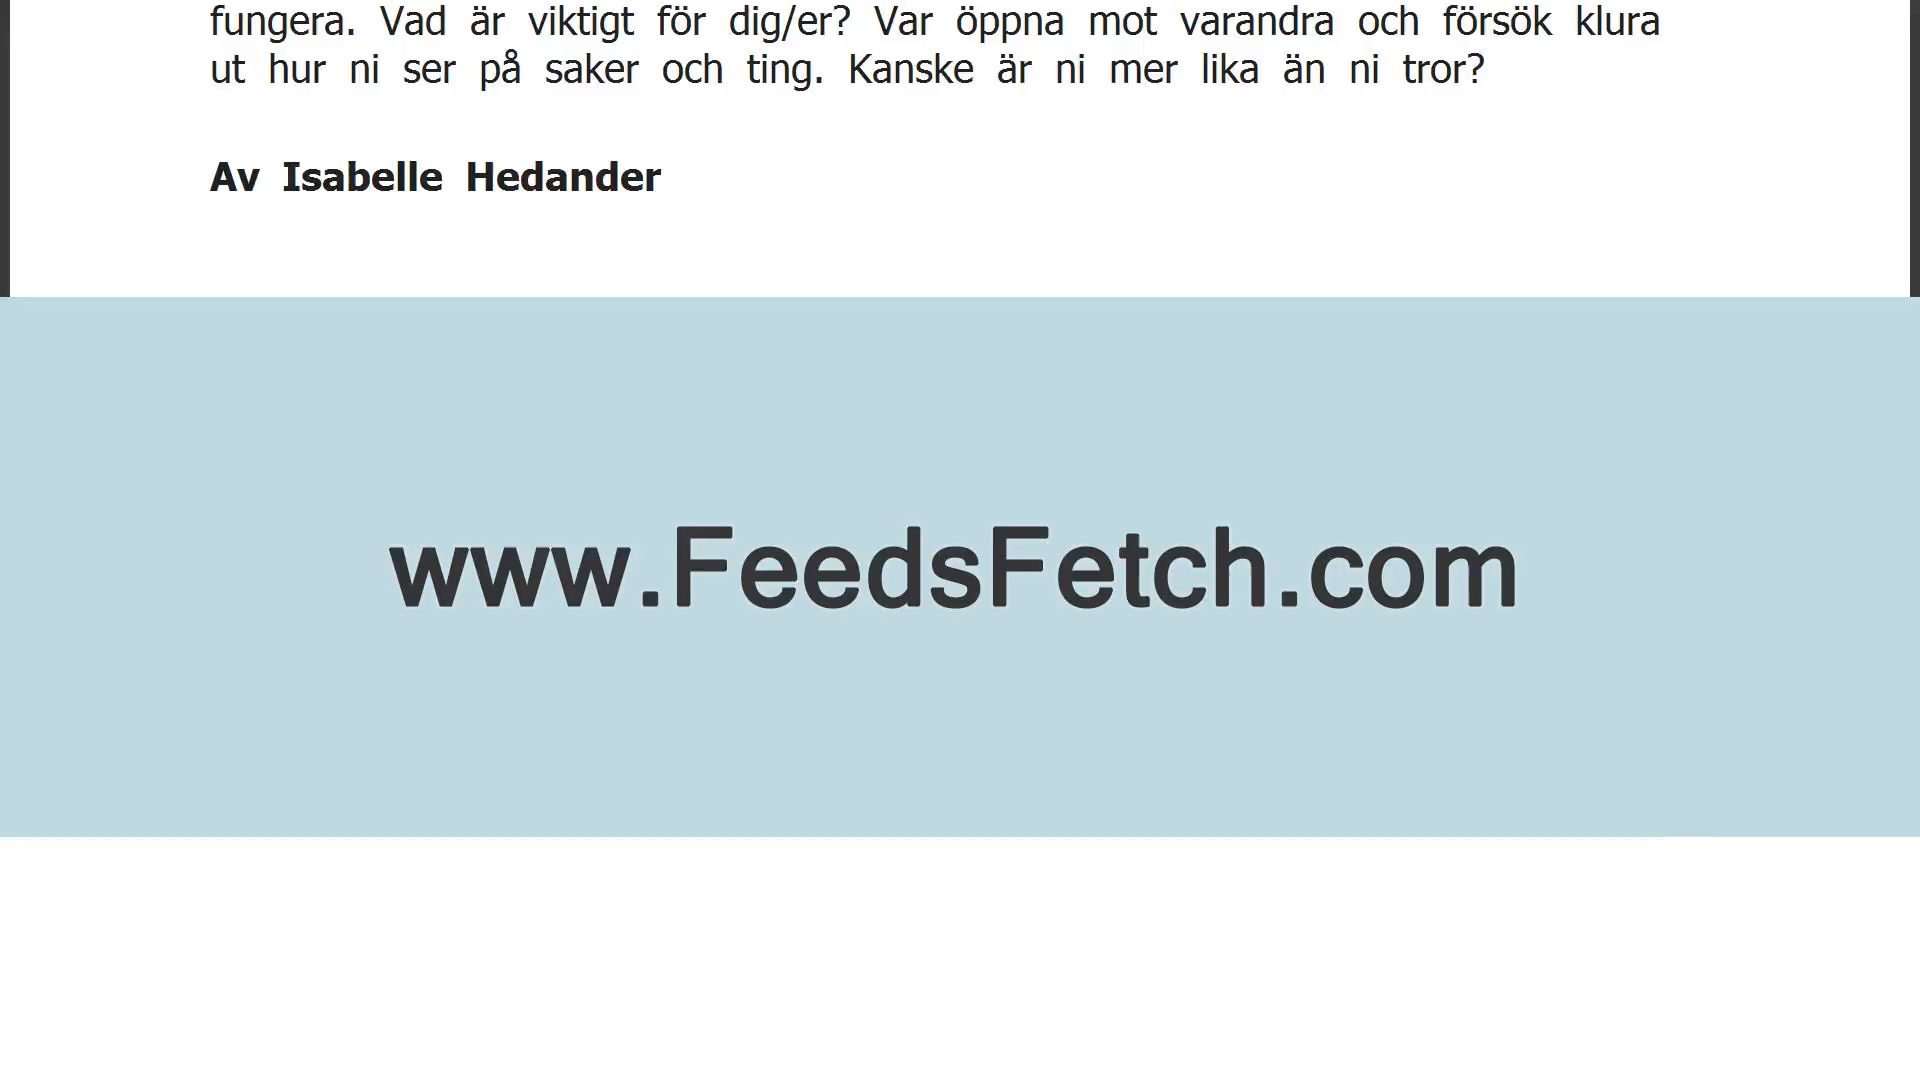 fungera. Vad är viktigt för dig/er? Var öppna mot varandra och försök klura
ut hur ni ser på saker och ting. Kanske är ni mer lika än ni tror?
Av Isabelle Hedander
www.FeedsFetch.com